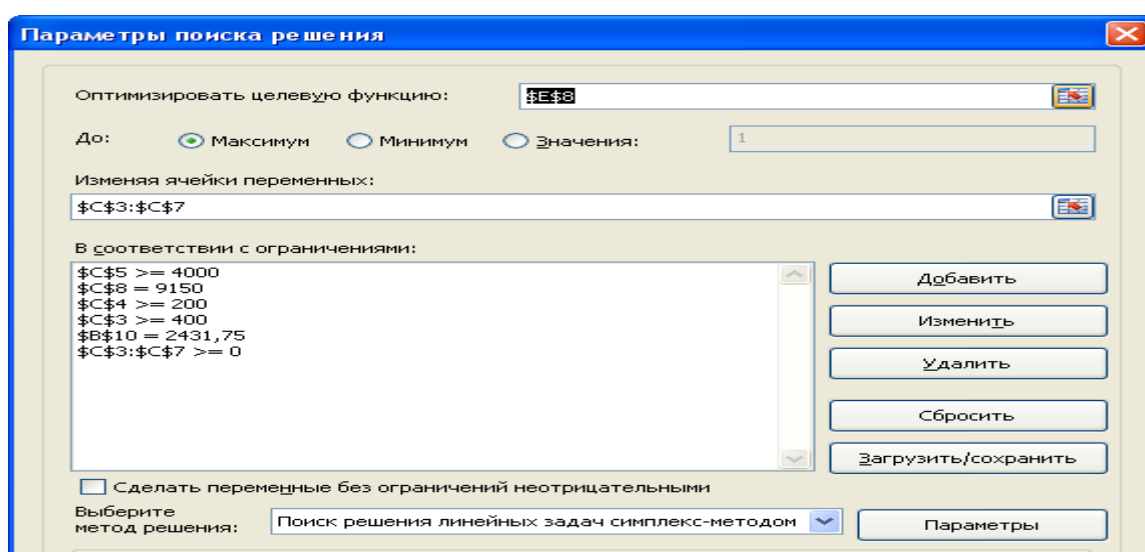 Параметры поиска решения
Оптимизировать целевую функцию: $E$8
До: Максимум Минимум Значения: 1
Изменяя ячейки переменных:
$C$3:$C$7
В соответствии с ограничениями:
$C$5 >= 4000
$C$8 = 9150
$C$4 >= 200
$C$3 >= 400
$B$10 = 2431,75
$C$3:$C$7 >= 0
Добавить
Изменить
Удалить
Сбросить
Загрузить/сохранить
Сделать переменные без ограничений неотрицательными
Выберите
метод решения: Поиск решения линейных задач симплекс-методом Параметры